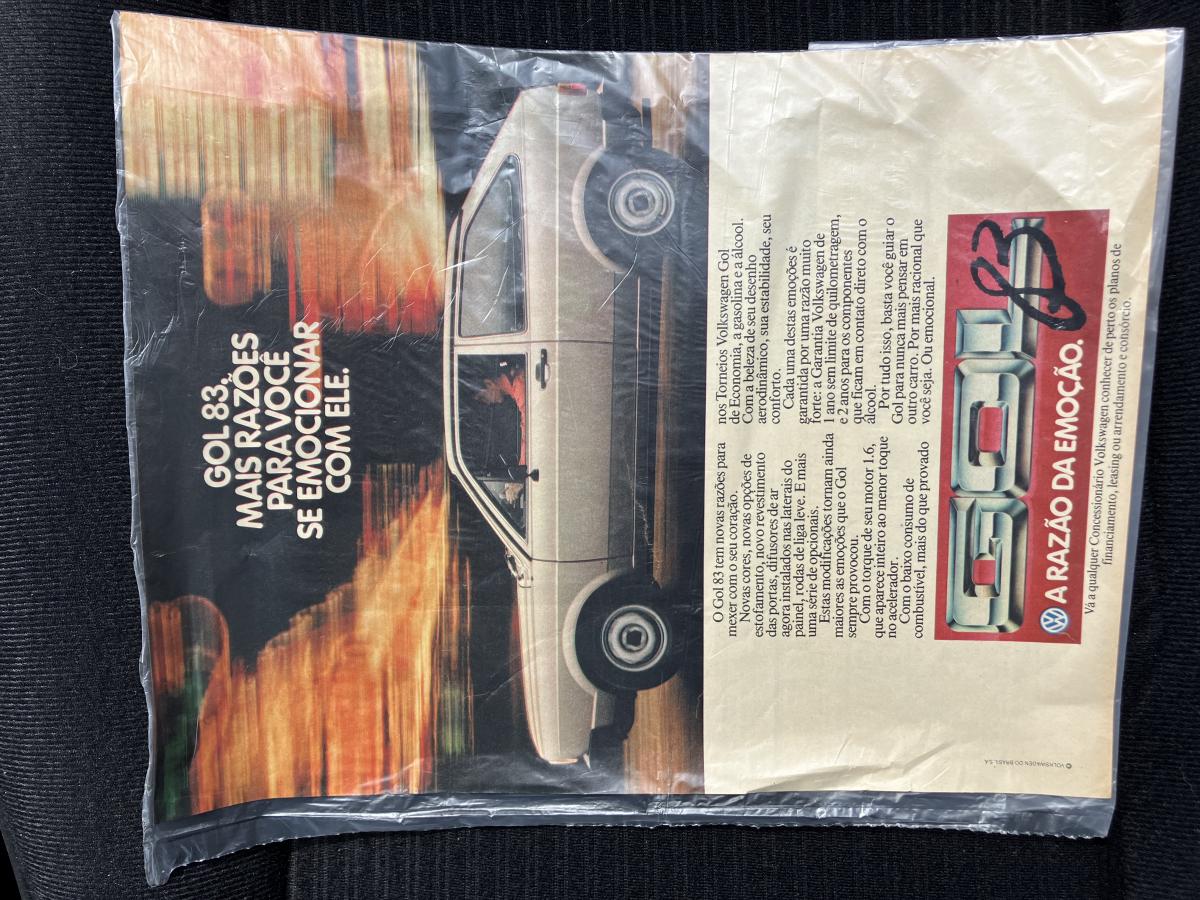 GOL 83.
MAIS RAZÕES
PARA VOCÊ
SE EMOCIONAR
COM ELE.
O Gol 83 tem novas razões para
mexer com o seu coração.
Novas cores, novas opções de
estofamento, novo revestimento
das portas, difusores de ar
agora instalados nas laterais do
painel, rodas de liga leve. E mais
uma série de opcionais.
Estas modificações tornam ainda
maiores as emoções que o Gol
sempre provocou.
Com o torque de seu motor 1.6,
que aparece inteiro ao menor toque
no acelerador.
Com o baixo consumo de
combustível, mais do que provado
nos Torneios Volkswagen Gol
de Economia, a gasolina e a álcool.
Com a beleza de seu desenho
aerodinâmico, sua estabilidade, seu
conforto.
Cada uma destas emoções é
garantida por uma razão muito
forte: a Garantia Volkswagen de
1 ano sem limite de quilometragem,
e 2 anos para os componentes
que ficam em contato direto com o
álcool.
Por tudo isso, basta você guiar o
Gol para nunca mais pensar em
outro carro. Por mais racional que
você seja. Ou emocional.
GOL 83
VW A RAZÃO DA EMOÇÃO.
Vá a qualquer Concessionário Volkswagen conhecer de perto os planos de
financiamento, leasing ou arrendamento e consórcio.
© VOLKSWAGEN DO BRASIL S.A.